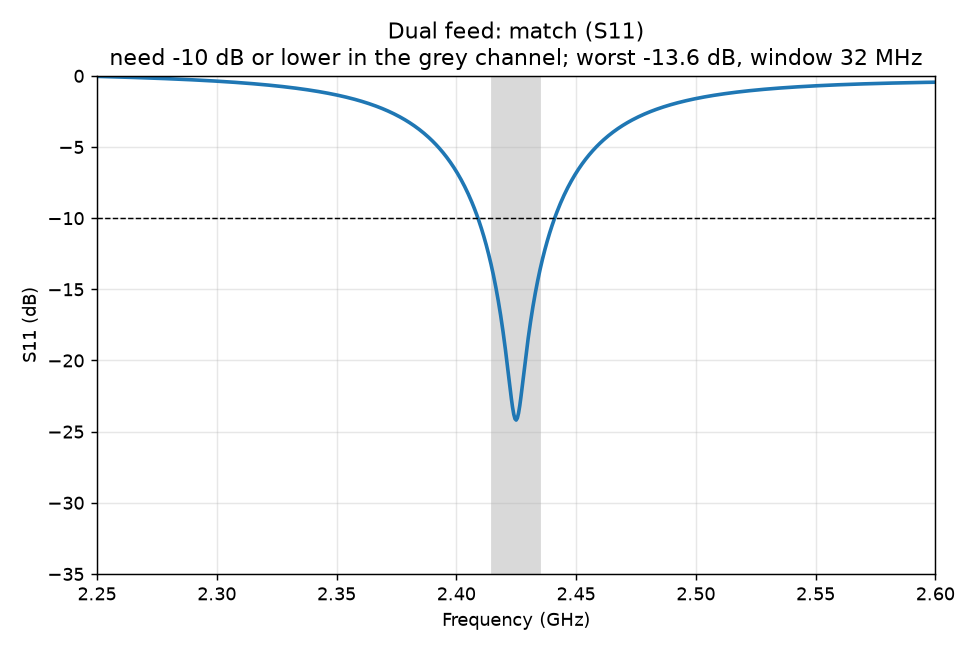 Dual feed: match (S11)
need -10 dB or lower in the grey channel; worst -13.6 dB, window 32 MHz
0
−5
−10
−15
−20
−25
−30
−35
S11 (dB)
2.25 2.30 2.35 2.40 2.45 2.50 2.55 2.60
Frequency (GHz)